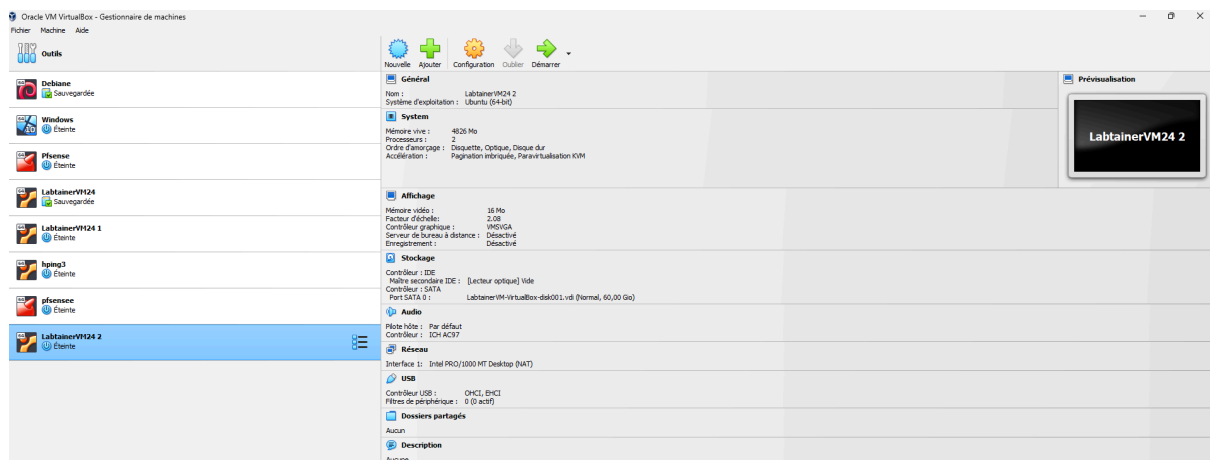 Oracle VM VirtualBox - Gestionnaire de machines
Fichier Machine Aide
Outils
Nouvelle Ajouter Configuration Oublier Démarrer
Debiane
Sauvegardée
Windows
Éteinte
Pfsense
Éteinte
LabtainerVM24
Sauvegardée
LabtainerVM24 1
Éteinte
hping3
Éteinte
pfsensee
Éteinte
LabtainerVM24 2
Éteinte
Général
Nom : LabtainerVM24 2
Système d'exploitation : Ubuntu (64-bit)
System
Mémoire vive : 4826 Mo
Processeurs : 2
Ordre d'amorçage : Disquette, Optique, Disque dur
Accélération : Pagination imbriquée, Paravirtualisation KVM
Prévisualisation
LabtainerVM24 2
Affichage
Mémoire vidéo : 16 Mo
Facteur d'échelle: 2.08
Contrôleur graphique : VMSVGA
Serveur de bureau à distance : Désactivé
Enregistrement : Désactivé
Stockage
Contrôleur : IDE
Maître secondaire IDE : [Lecteur optique] Vide
Contrôleur : SATA
Port SATA 0 : LabtainerVM-VirtualBox-disk001.vdi (Normal, 60,00 Gio)
Audio
Pilote hôte : Par défaut
Contrôleur : ICH AC97
Réseau
Interface 1: Intel PRO/1000 MT Desktop (NAT)
USB
Contrôleur USB : OHCI, EHCI
Filtres de périphérique : 0 (0 actif)
Dossiers partagés
Aucun
Description
Aucune